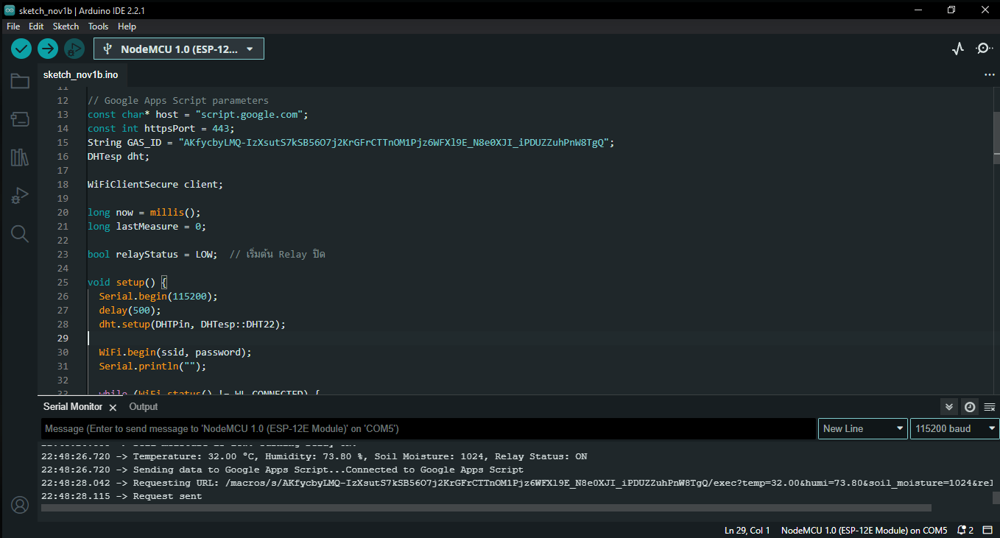 sketch_nov1b | Arduino IDE 2.2.1
File Edit Sketch Tools Help
NodeMCU 1.0 (ESP-12...
sketch_nov1b.ino
11
12 // Google Apps Script parameters
13 const char* host = "script.google.com";
14 const int httpsPort = 443;
15 String GAS_ID = "AKfycbyLMQ-IzXsutS7kSB56O7j2KrGFrCTTnOM1Pjz6WFXl9E_N8e0XJI_iPDUZZuhPnW8TgQ";
16 DHTesp dht;
17
18 WiFiClientSecure client;
19
20 long now = millis();
21 long lastMeasure = 0;
22
23 bool relayStatus = LOW;  // เริ่มต้น Relay ปิด
24
25 void setup() {
26 Serial.begin(115200);
27 delay(500);
28 dht.setup(DHTPin, DHTesp::DHT22);
29
30 WiFi.begin(ssid, password);
31 Serial.println("");
32
33 while (WiFi.status() != WL_CONNECTED) {
Serial Monitor Output
Message (Enter to send message to 'NodeMCU 1.0 (ESP-12E Module)' on 'COM5')
New Line
115200 baud
22:48:26.720 -> Temperature: 32.00 °C, Humidity: 73.80 %, Soil Moisture: 1024, Relay Status: ON
22:48:26.720 -> Sending data to Google Apps Script...Connected to Google Apps Script
22:48:28.042 -> Requesting URL: /macros/s/AKfycbyLMQ-IzXsutS7kSB56O7j2KrGFrCTTnOM1Pjz6WFXl9E_N8e0XJI_iPDUZZuhPnW8TgQ/exec?temp=32.00&humi=73.80&soil_moisture=1024&rel
22:48:28.115 -> Request sent
Ln 29, Col 1 NodeMCU 1.0 (ESP-12E Module) on COM5 2